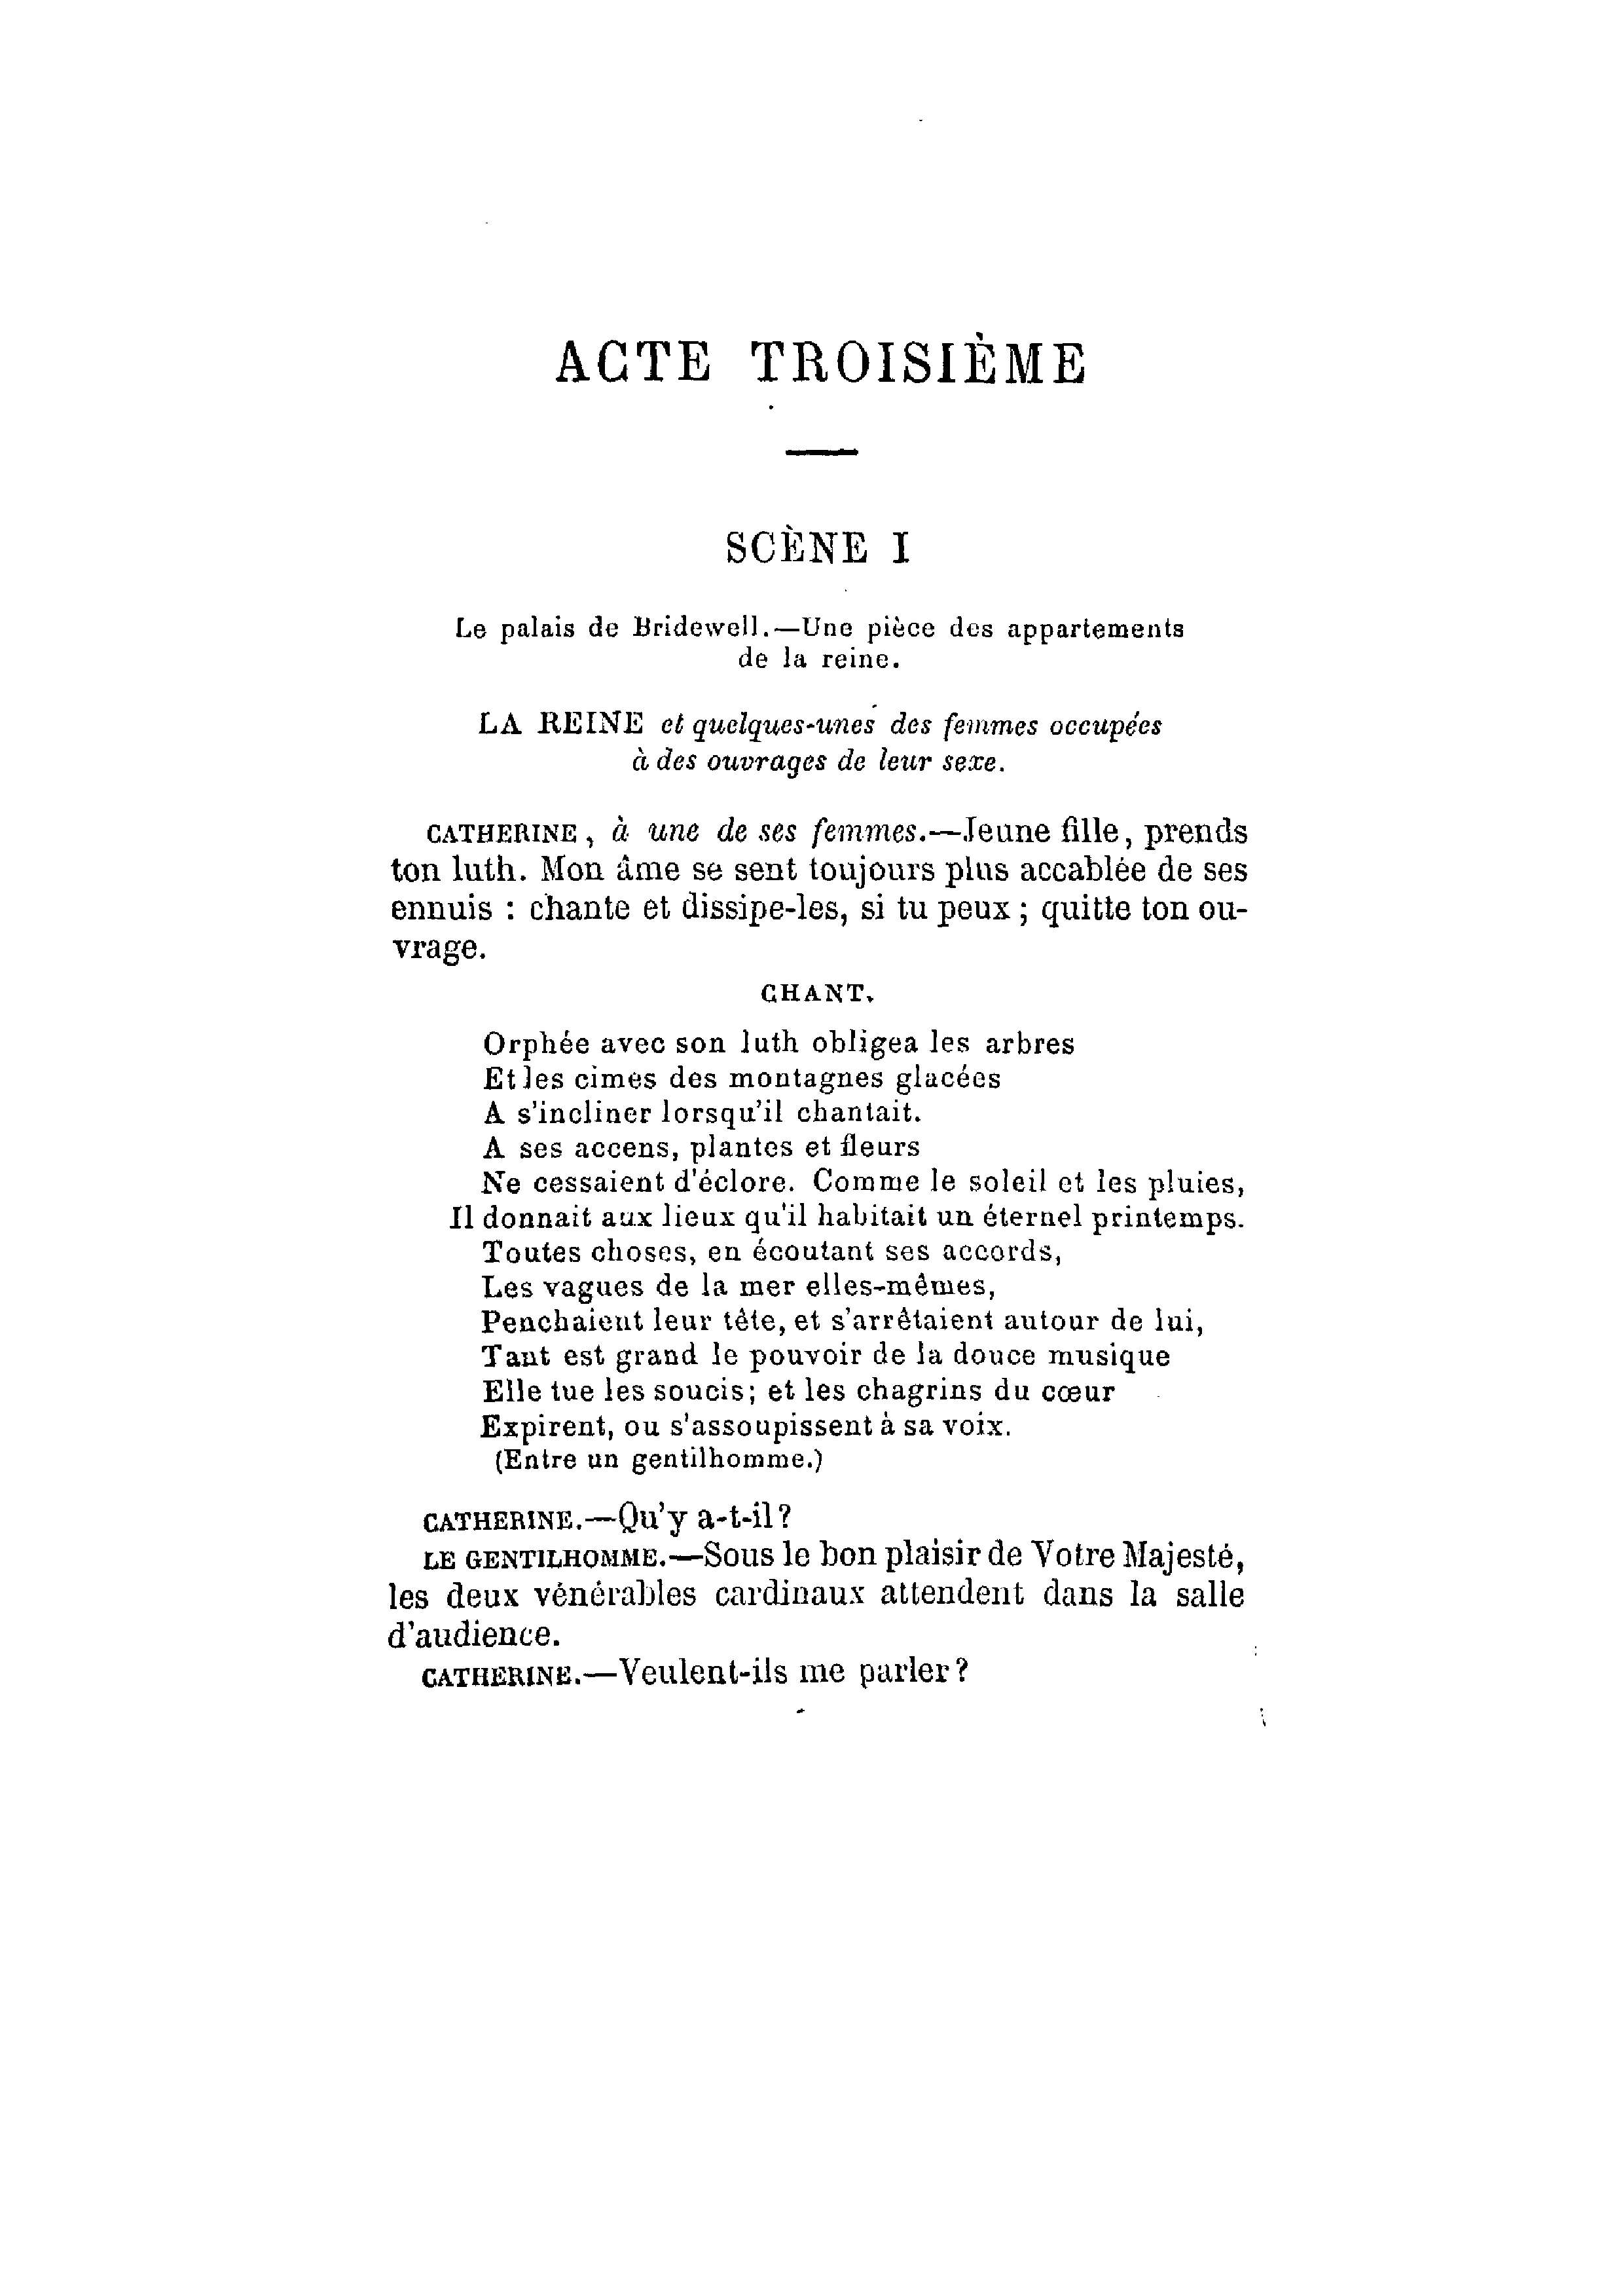 ACTE TROISIÈME
SCÈNE I
Le palais de Bridewell.—Une pièce des appartements
de la reine.
LA REINE et quelques-unes des femmes occupées
à des ouvrages de leur sexe.
CATHERINE, à une de ses femmes.—Jeune fille, prends
ton luth. Mon âme se sent toujours plus accablée de ses
ennuis : chante et dissipe-les, si tu peux ; quitte ton ou-
vrage.
CHANT.
Orphée avec son luth obligea les arbres
Et les cimes des montagnes glacées
A s'incliner lorsqu'il chantait.
A ses accens, plantes et fleurs
Ne cessaient d'éclore. Comme le soleil et les pluies,
Il donnait aux lieux qu'il habitait un éternel printemps.
Toutes choses, en écoutant ses accords,
Les vagues de la mer elles-mêmes,
Penchaient leur tête, et s'arrêtaient autour de lui,
Tant est grand le pouvoir de la douce musique
Elle tue les soucis; et les chagrins du cœur
Expirent, ou s'assoupissent à sa voix.
(Entre un gentilhomme.)
CATHERINE.—Qu'y a-t-il?
LE GENTILHOMME.—Sous le bon plaisir de Votre Majesté,
les deux vénérables cardinaux attendent dans la salle
d'audience.
CATHERINE.—Veulent-ils me parler?